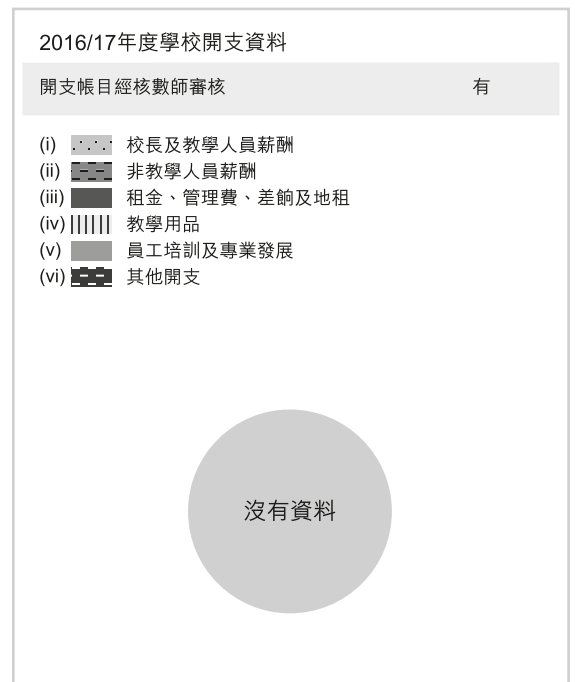 2016/17年度學校開支資料
開支帳目經核數師審核 有
(i) 校長及教學人員薪酬
(ii) 非教學人員薪酬
(iii) 租金、管理費、差餉及地租
(iv) 教學用品
(v) 員工培訓及專業發展
(vi) 其他開支
沒有資料